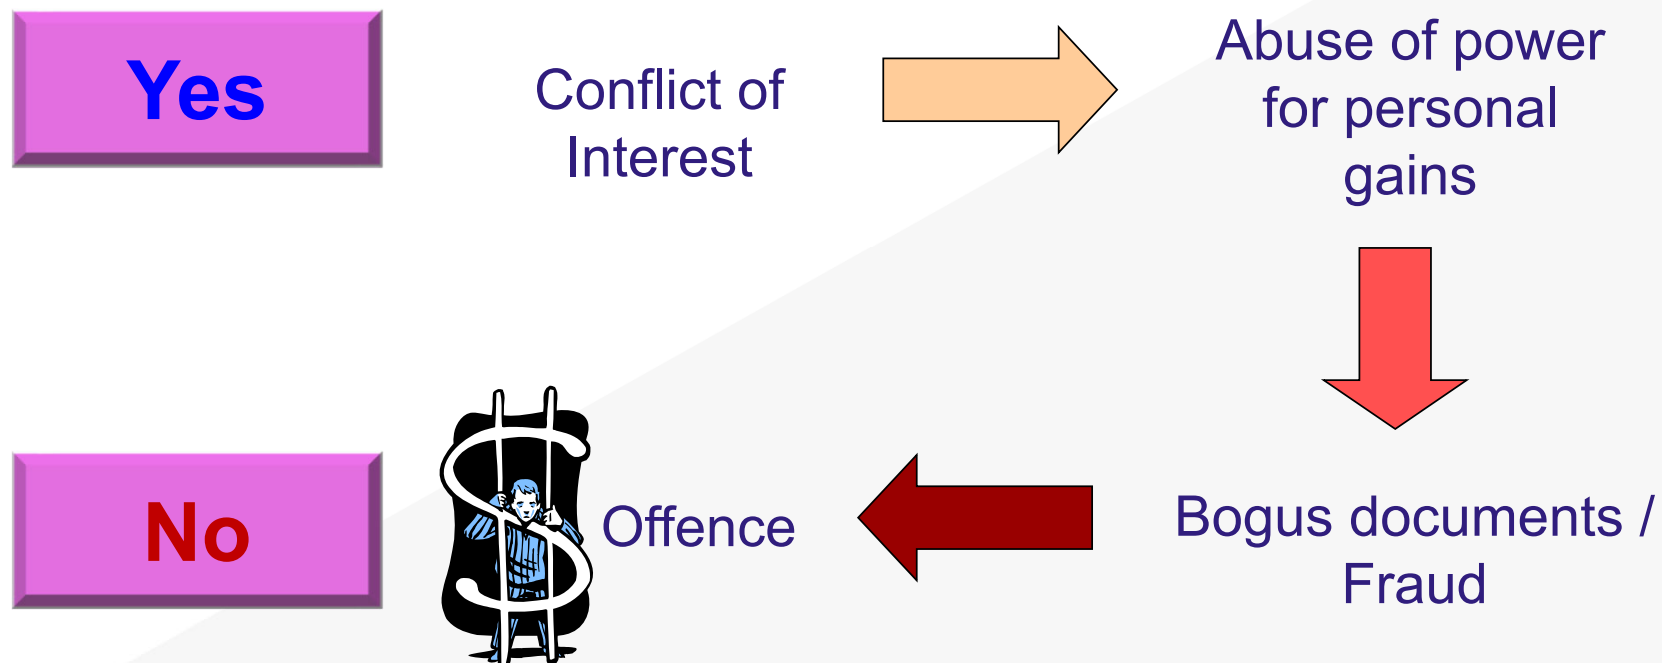 Yes
Conflict of
Interest
Abuse of power
for personal
gains
No
Offence
Bogus documents /
Fraud